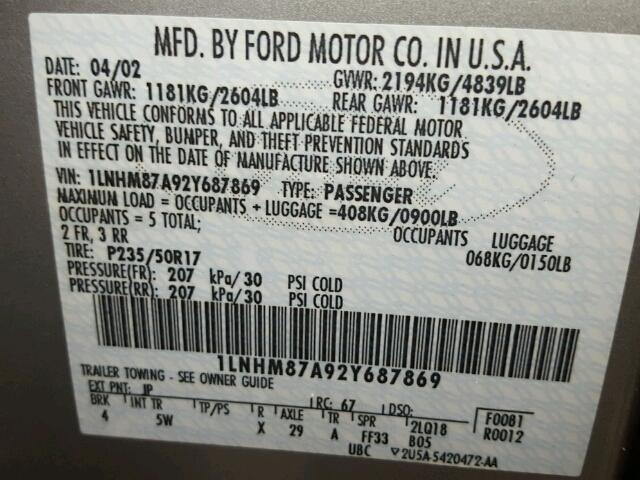 MFD. BY FORD MOTOR CO. IN U.S.A.
DATE: 04/02 GVWR: 2194KG/4839LB
FRONT GAWR: 1181KG/2604LB REAR GAWR: 1181KG/2604LB
THIS VEHICLE CONFORMS TO ALL APPLICABLE FEDERAL MOTOR
VEHICLE SAFETY, BUMPER, AND THEFT PREVENTION STANDARDS
IN EFFECT ON THE DATE OF MANUFACTURE SHOWN ABOVE.
VIN: 1LNHM87A92Y687869 TYPE: PASSENGER
MAXIMUM LOAD = OCCUPANTS + LUGGAGE =408KG/0900LB
OCCUPANTS = 5 TOTAL; OCCUPANTS LUGGAGE
2 FR, 3 RR 068KG/0150LB
TIRE: P235/50R17
PRESSURE(FR): 207 kPa/30 PSI COLD
PRESSURE(RR): 207 kPa/30 PSI COLD
1LNHM87A92Y687869
TRAILER TOWING - SEE OWNER GUIDE
EXT PNT: JP RC: 67 DSO: F0081
BRK INT TR TP/PS R AXLE TR SPR 2LQ18 R0012
4 5W X 29 A FF33 B05
UBC ▽2U5A-5420472-AA